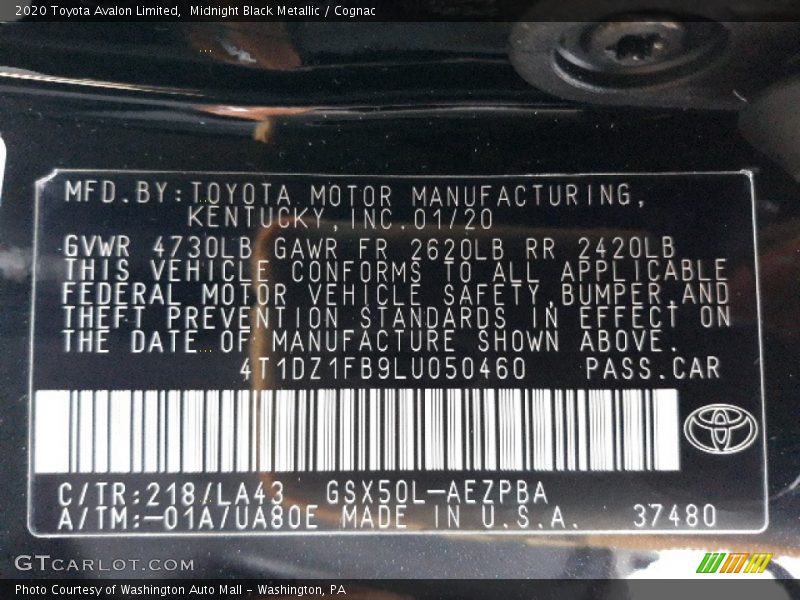 2020 Toyota Avalon Limited,  Midnight Black Metallic / Cognac
MFD.BY:TOYOTA MOTOR MANUFACTURING,
KENTUCKY,INC.01/20
GVWR 4730LB GAWR FR 2620LB RR 2420LB
THIS VEHICLE CONFORMS TO ALL APPLICABLE
FEDERAL MOTOR VEHICLE SAFETY,BUMPER,AND
THEFT PREVENTION STANDARDS IN EFFECT ON
THE DATE OF MANUFACTURE SHOWN ABOVE.
4T1DZ1FB9LU050460 PASS.CAR
C/TR:218/LA43 GSX50L-AEZPBA
A/TM:-01A/UA80E MADE IN U.S.A. 37480
GTCARLOT.COM
Photo Courtesy of Washington Auto Mall - Washington, PA